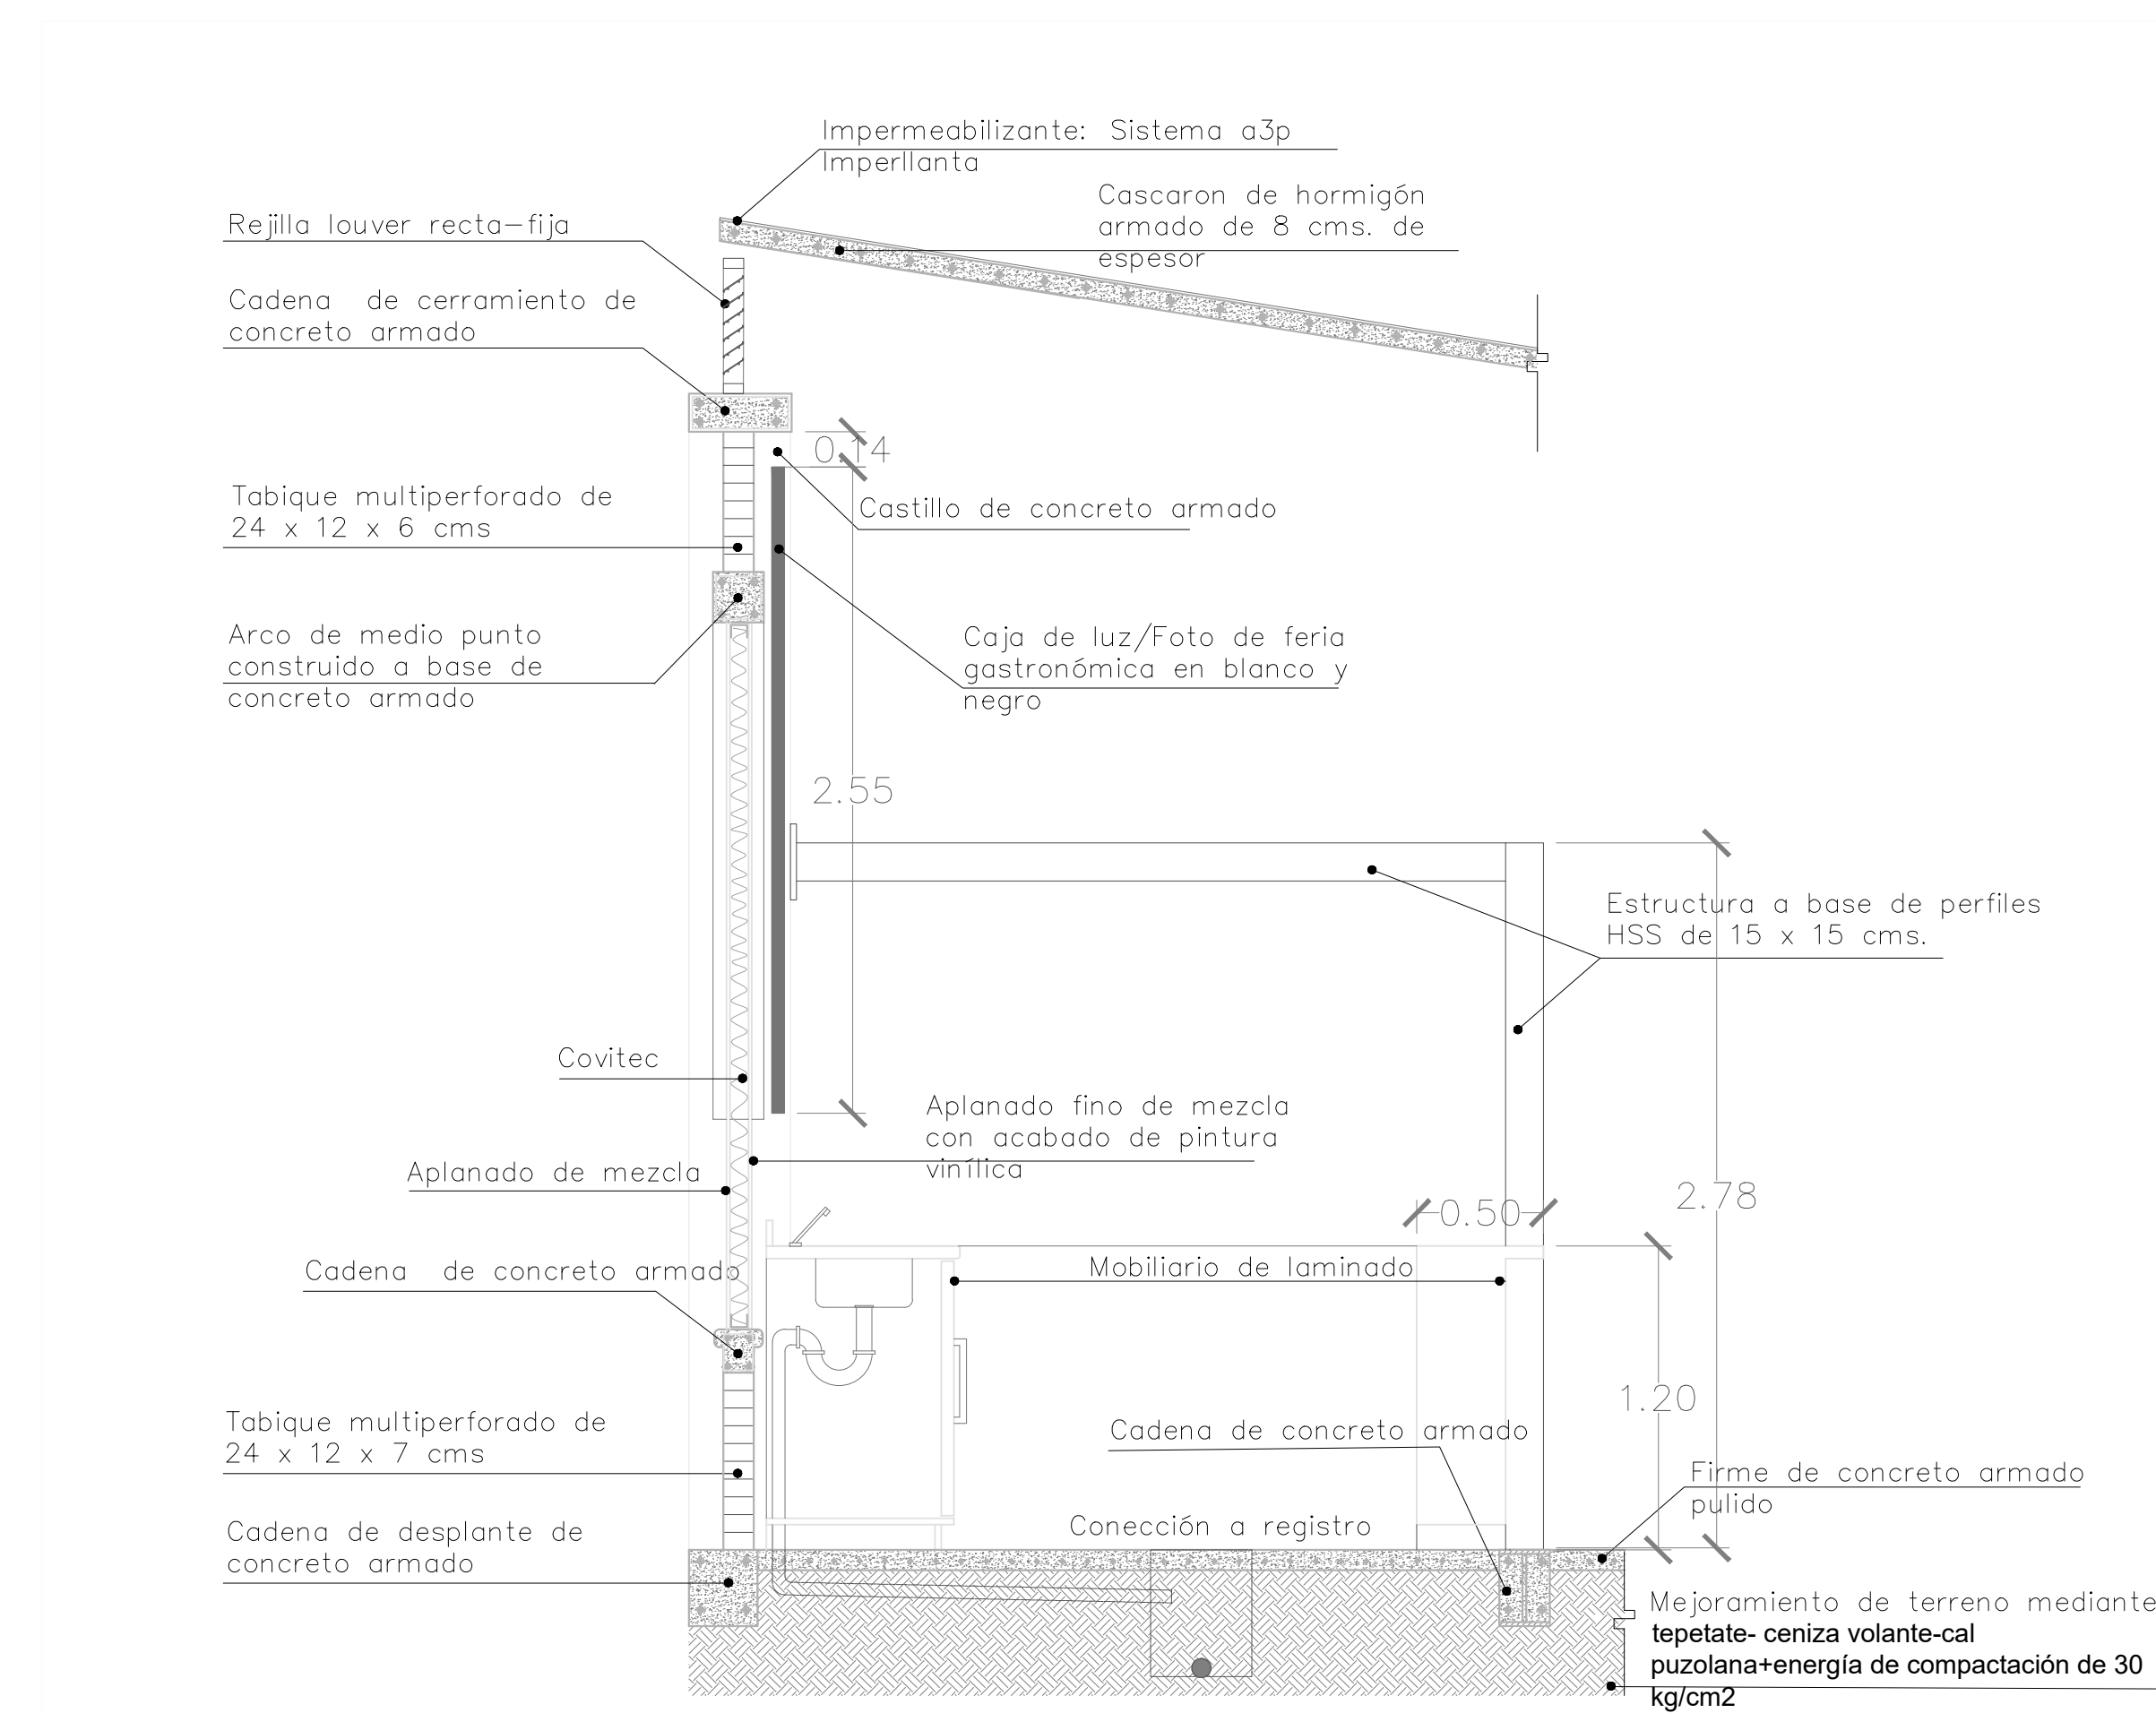 Impermeabilizante: Sistema a3p
Imperllanta
Cascaron de hormigón
armado de 8 cms. de
espesor
Rejilla louver recta-fija
Cadena de cerramiento de
concreto armado
0.14
Tabique multiperforado de
24 x 12 x 6 cms
Castillo de concreto armado
Arco de medio punto
construido a base de
concreto armado
Caja de luz/Foto de feria
gastronómica en blanco y
negro
2.55
Estructura a base de perfiles
HSS de 15 x 15 cms.
Covitec
Aplanado fino de mezcla
con acabado de pintura
vinílica
Aplanado de mezcla
2.78
0.50
Cadena de concreto armado
Mobiliario de laminado
1.20
Tabique multiperforado de
24 x 12 x 7 cms
Cadena de concreto armado
Firme de concreto armado
pulido
Conección a registro
Cadena de desplante de
concreto armado
Mejoramiento de terreno mediante
tepetate- ceniza volante-cal
puzolana+energía de compactación de 30
kg/cm2